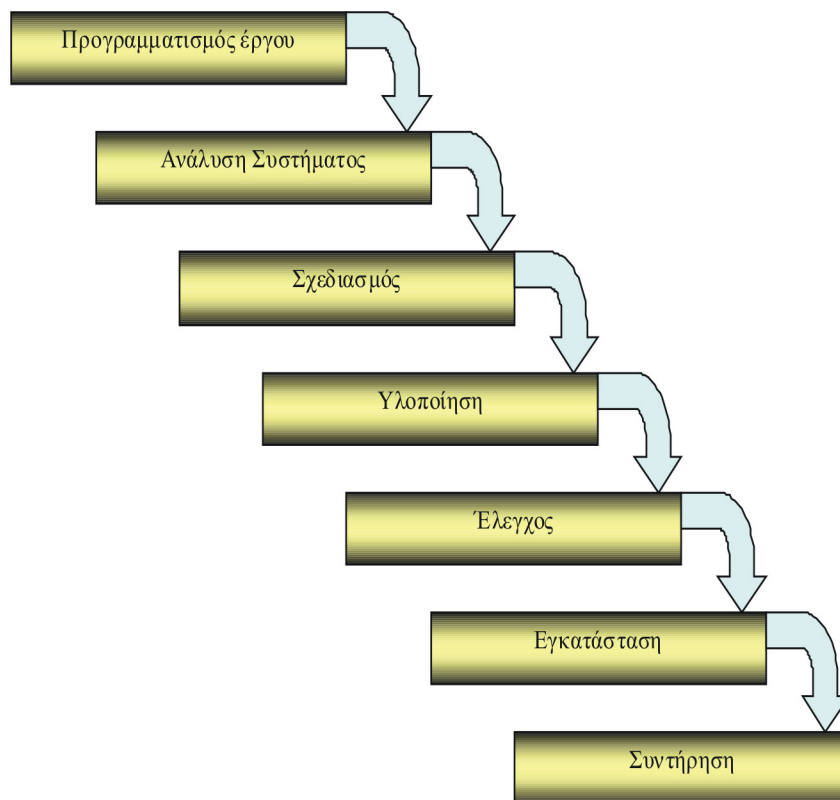 Προγραμματισμός έργου
Ανάλυση Συστήματος
Σχεδιασμός
Υλοποίηση
Έλεγχος
Εγκατάσταση
Συντήρηση